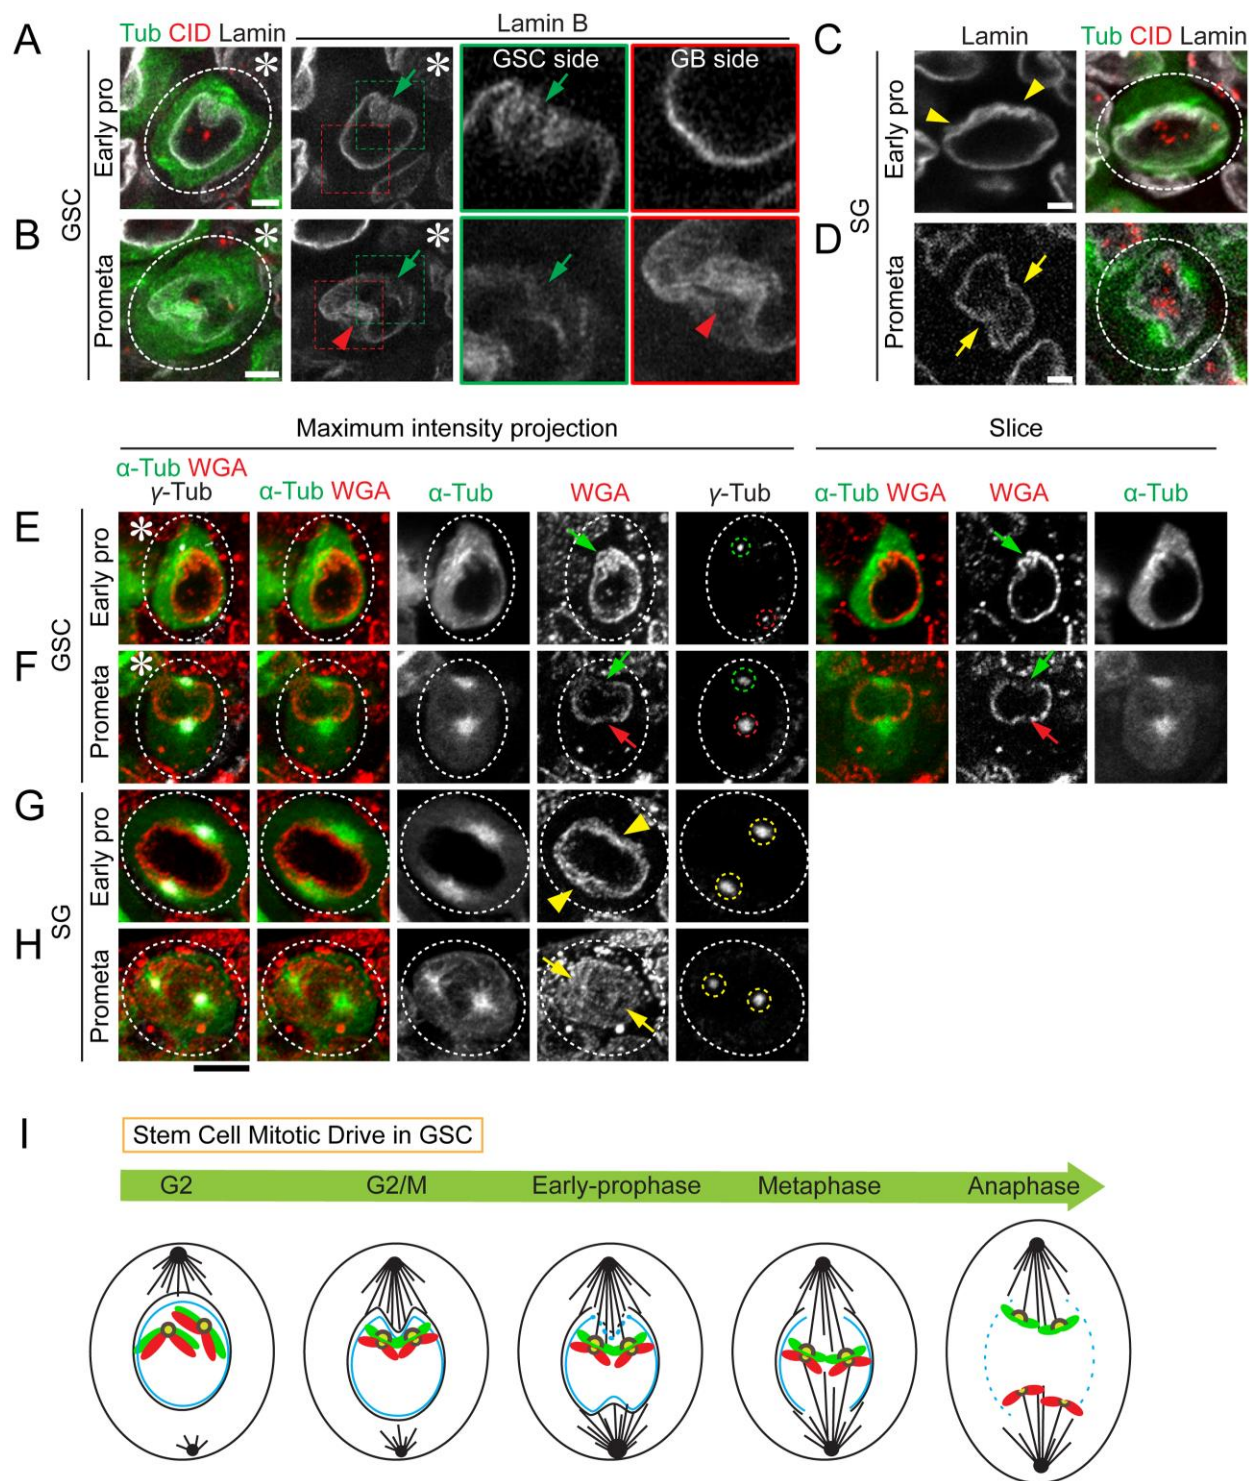 A
Tub CID Lamin
Lamin B
C
Lamin
Tub CID Lamin
GSC
Early pro
*
*
GSC side
GB side
SG
Early pro
B
Prometa
*
*
D
Prometa
Maximum intensity projection
Slice
α-Tub WGA
γ-Tub
α-Tub WGA
α-Tub
WGA
γ-Tub
α-Tub WGA
WGA
α-Tub
E
GSC
Early pro
*
F
Prometa
*
G
SG
Early pro
H
Prometa
I
Stem Cell Mitotic Drive in GSC
G2
G2/M
Early-prophase
Metaphase
Anaphase